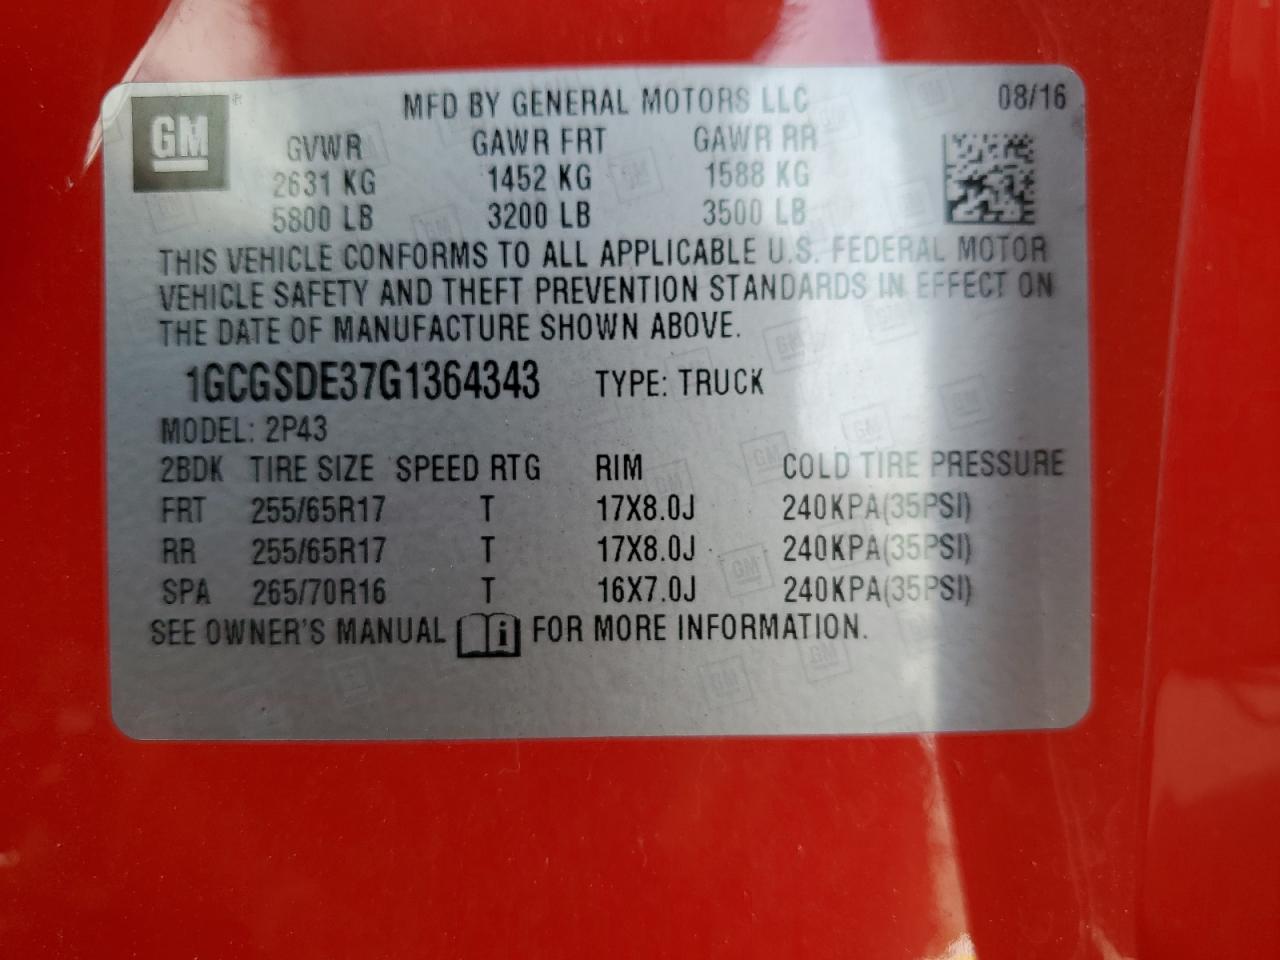 GM
MFD BY GENERAL MOTORS LLC 08/16
GVWR GAWR FRT GAWR RR
2631 KG 1452 KG 1588 KG
5800 LB 3200 LB 3500 LB
THIS VEHICLE CONFORMS TO ALL APPLICABLE U.S. FEDERAL MOTOR
VEHICLE SAFETY AND THEFT PREVENTION STANDARDS IN EFFECT ON
THE DATE OF MANUFACTURE SHOWN ABOVE.
1GCGSDE37G1364343 TYPE: TRUCK
MODEL: 2P43
2BDK TIRE SIZE SPEED RTG RIM COLD TIRE PRESSURE
FRT 255/65R17 T 17X8.0J 240KPA(35PSI)
RR 255/65R17 T 17X8.0J 240KPA(35PSI)
SPA 265/70R16 T 16X7.0J 240KPA(35PSI)
SEE OWNER'S MANUAL i FOR MORE INFORMATION.